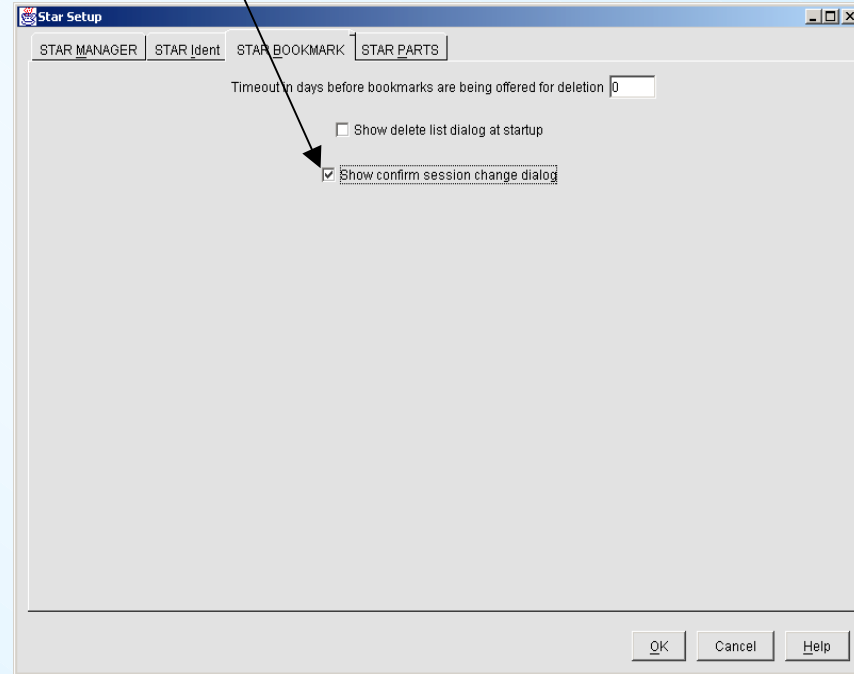 Star Setup
STAR MANAGER STAR Ident STAR BOOKMARK STAR PARTS
Timeout in days before bookmarks are being offered for deletion 0
Show delete list dialog at startup
Show confirm session change dialog
OK Cancel Help